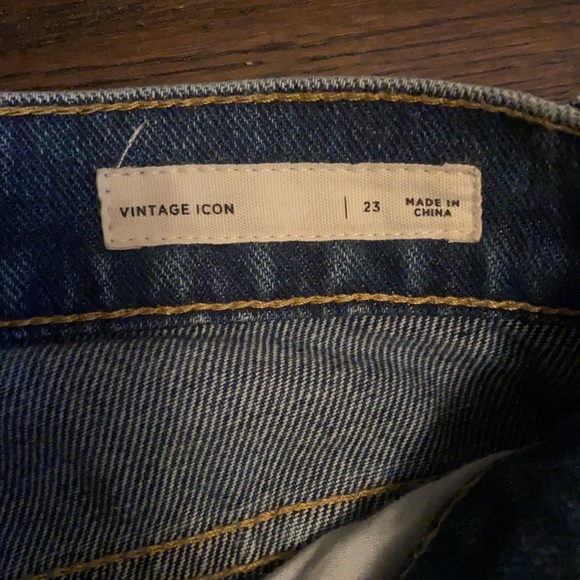 VINTAGE ICON | 23 MADE IN
CHINA